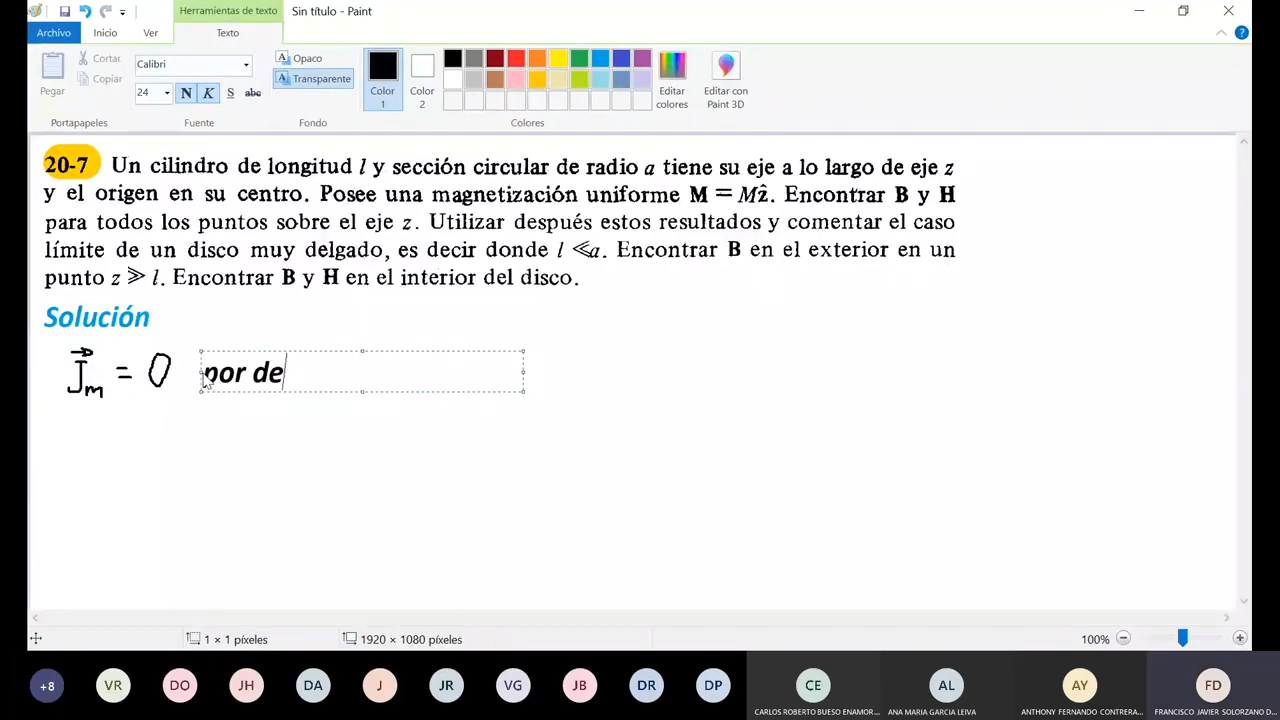 Herramientas de texto
Sin título - Paint
Archivo
Inicio
Ver
Texto
Pegar
Cortar
Copiar
Portapapeles
Calibri
24
N K S abc
Fuente
A Opaco
A Transparente
Fondo
Color 1
Color 2
Editar colores
Editar con Paint 3D
Colores
20-7 Un cilindro de longitud l y sección circular de radio a tiene su eje a lo largo de eje z
y el origen en su centro. Posee una magnetización uniforme M = Mẑ. Encontrar B y H
para todos los puntos sobre el eje z. Utilizar después estos resultados y comentar el caso
límite de un disco muy delgado, es decir donde l ≪ a. Encontrar B en el exterior en un
punto z ≫ l. Encontrar B y H en el interior del disco.
Solución
J⃗m = 0 por de
1 × 1 píxeles
1920 × 1080 píxeles
100%
+8
VR
DO
JH
DA
J
JR
VG
JB
DR
DP
CE
CARLOS ROBERTO BUESO ENAMOR...
AL
ANA MARIA GARCIA LEIVA
AY
ANTHONY FERNANDO CONTRERA...
FD
FRANCISCO JAVIER SOLORZANO D...